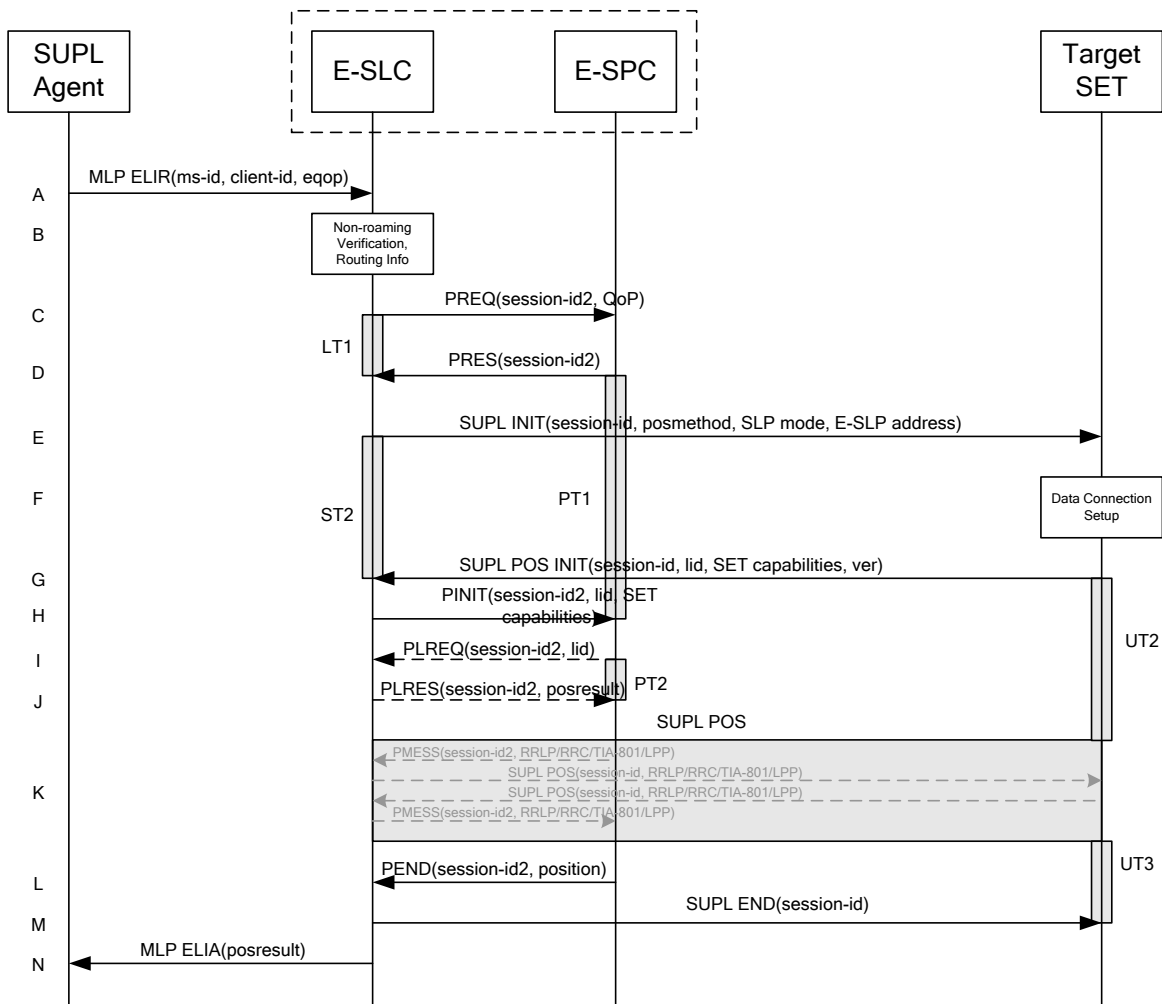 SUPL
Agent
E-SLC
E-SPC
Target
SET
A
MLP ELIR(ms-id, client-id, eqop)
B
Non-roaming
Verification,
Routing Info
C
PREQ(session-id2, QoP)
LT1
D
PRES(session-id2)
E
SUPL INIT(session-id, posmethod, SLP mode, E-SLP address)
F
ST2
PT1
Data Connection
Setup
G
SUPL POS INIT(session-id, lid, SET capabilities, ver)
H
PINIT(session-id2, lid, SET
capabilities)
I
PLREQ(session-id2, lid)
UT2
J
PLRES(session-id2, posresult)
PT2
SUPL POS
K
PMESS(session-id2, RRLP/RRC/TIA-801/LPP)
SUPL POS(session-id, RRLP/RRC/TIA-801/LPP)
SUPL POS(session-id, RRLP/RRC/TIA-801/LPP)
PMESS(session-id2, RRLP/RRC/TIA-801/LPP)
L
PEND(session-id2, position)
UT3
M
SUPL END(session-id)
N
MLP ELIA(posresult)